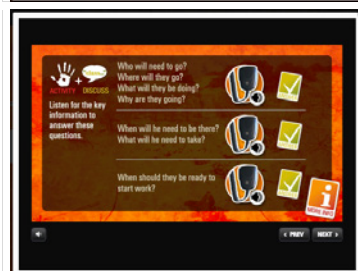 ACTIVITY
DISCUSS
Listen for the key
information to
answer these
questions.
Who will need to go?
Where will they go?
What will they be doing?
Why are they going?
When will he need to be there?
What will he need to take?
When should they be ready to
start work?
MORE INFO
PREV
NEXT